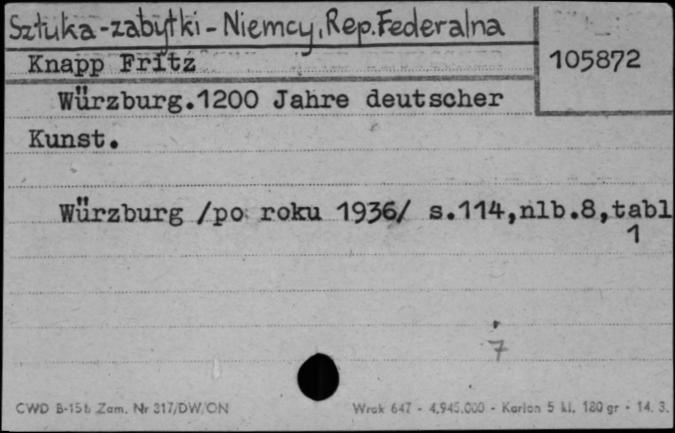 Sztuka-zabytki-Niemcy, Rep. Federalna
Knapp Fritz
105872
Würzburg.1200 Jahre deutscher
Kunst.
Würzburg /po roku 1936/ s.114,nlb.8,tabl
1
7
CWD B-15b Zam. Nr 317/DW/ON
Wrak 647 - 4.945.000 - Karton 5 kl. 180 gr - 14. 3.